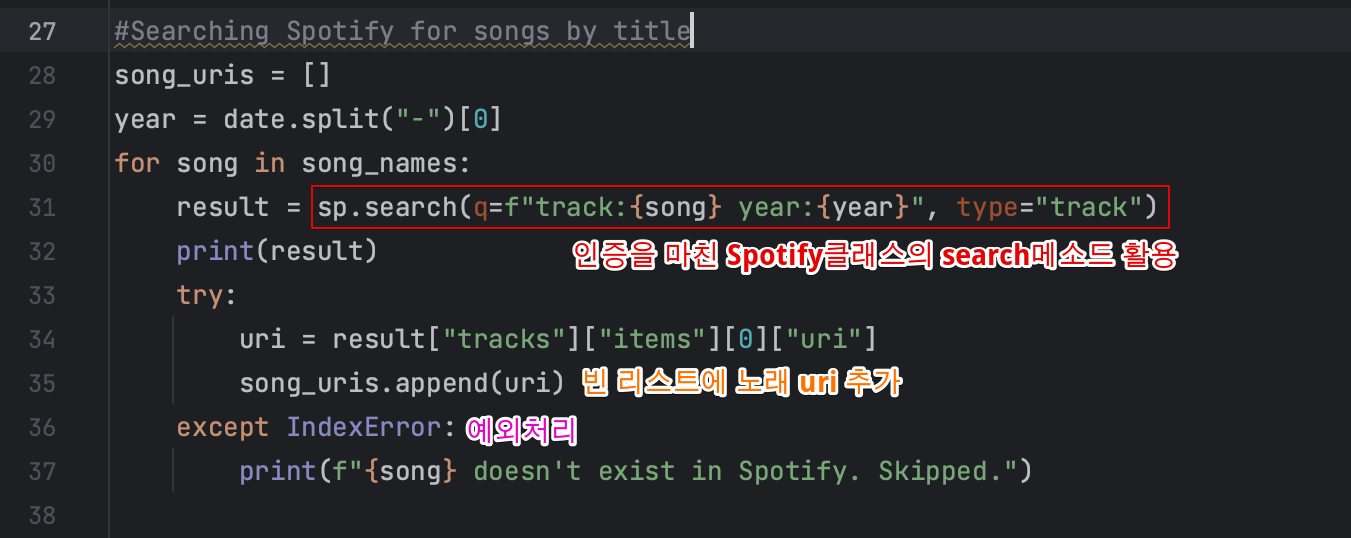 27 #Searching Spotify for songs by title
28 song_uris = []
29 year = date.split("-")[0]
30 for song in song_names:
31 result = sp.search(q=f"track:{song} year:{year}", type="track")
32 print(result) 인증을 마친 Spotify클래스의 search메소드 활용
33 try:
34 uri = result["tracks"]["items"][0]["uri"]
35 song_uris.append(uri) 빈 리스트에 노래 uri 추가
36 except IndexError: 예외처리
37 print(f"{song} doesn't exist in Spotify. Skipped.")
38